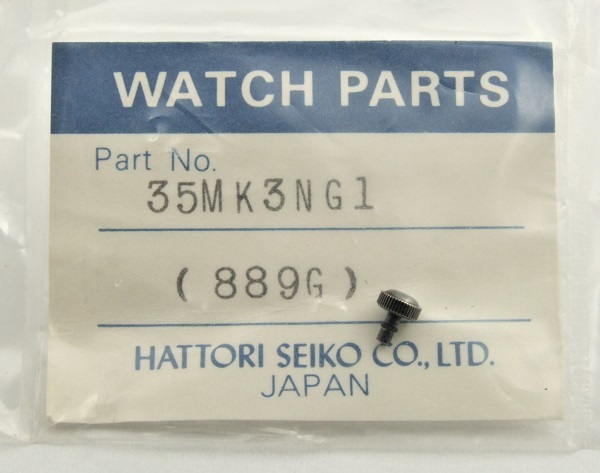 WATCH PARTS
Part No.
35MK3NG1
(889G)
HATTORI SEIKO CO., LTD.
JAPAN